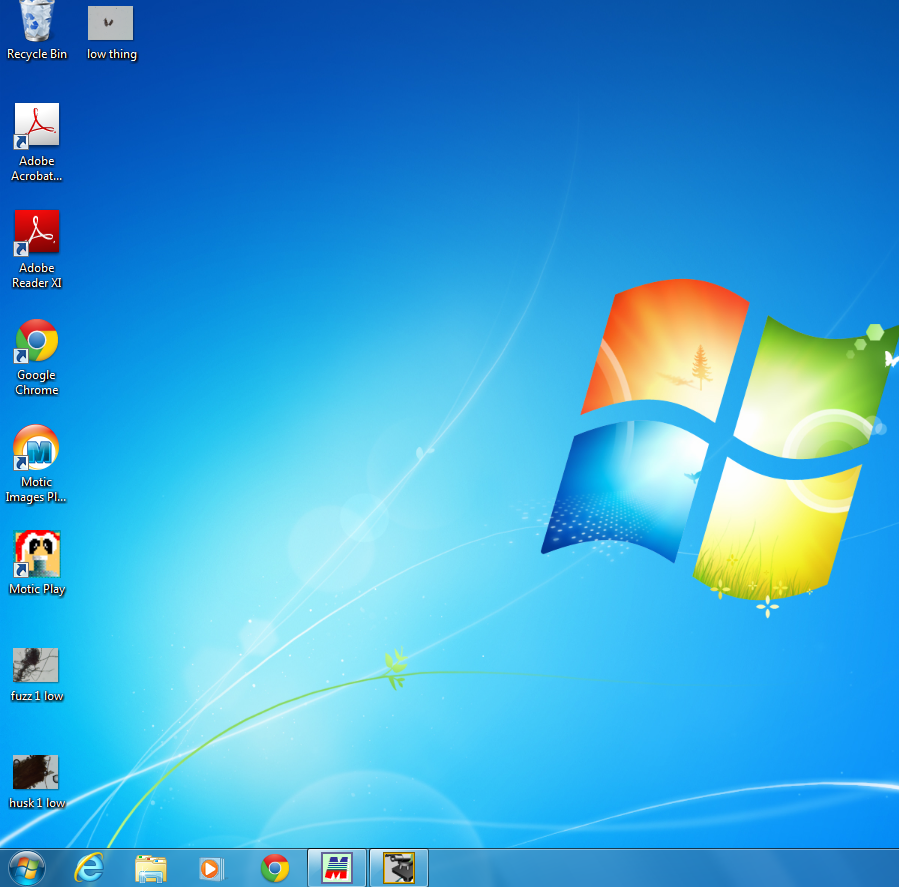 Recycle Bin
low thing
Adobe
Acrobat...
Adobe
Reader XI
Google
Chrome
Motic
Images Pl...
Motic Play
fuzz 1 low
husk 1 low